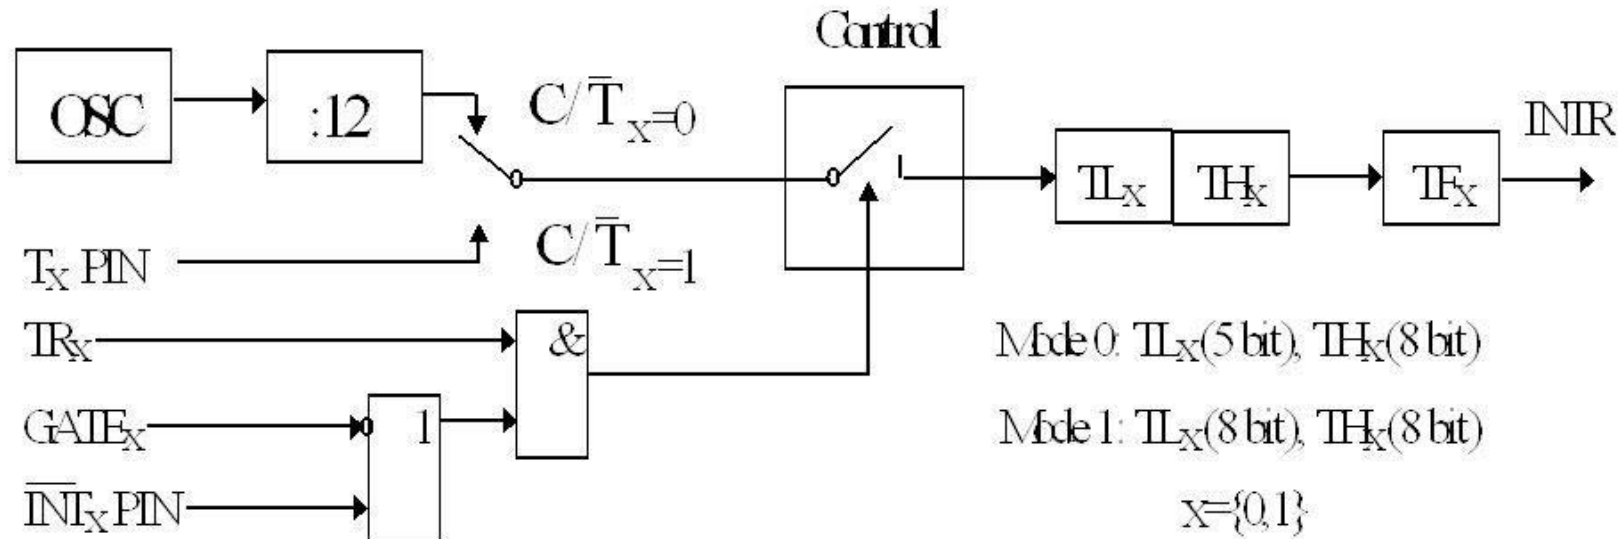 Control
OSC
:12
C/T̅X=0
INTR
TLX
THX
TFX
TX PIN
C/T̅X=1
TRX
&
Mode 0: TLX(5 bit), THX(8 bit)
GATEX
1
Mode 1: TLX(8 bit), THX(8 bit)
I̅N̅T̅X PIN
X={0,1}